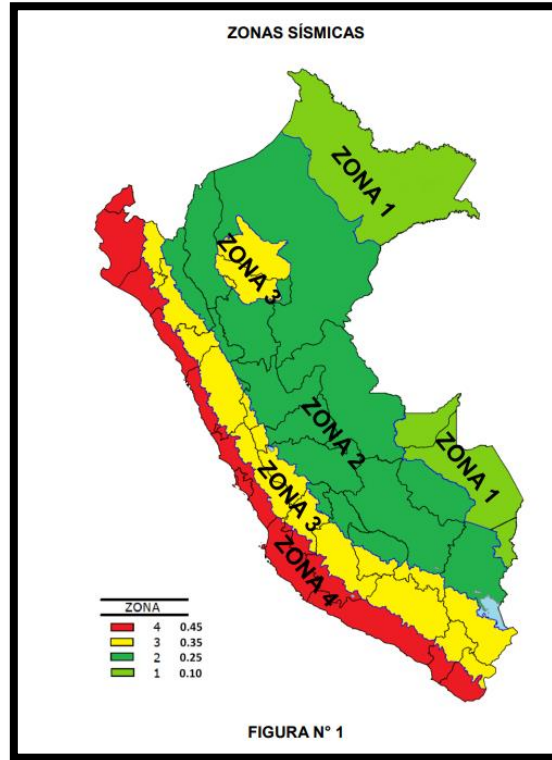 ZONAS SÍSMICAS
ZONA 1
ZONA 3
ZONA 2
ZONA 1
ZONA 3
ZONA 4
ZONA
4 0.45
3 0.35
2 0.25
1 0.10
FIGURA N° 1